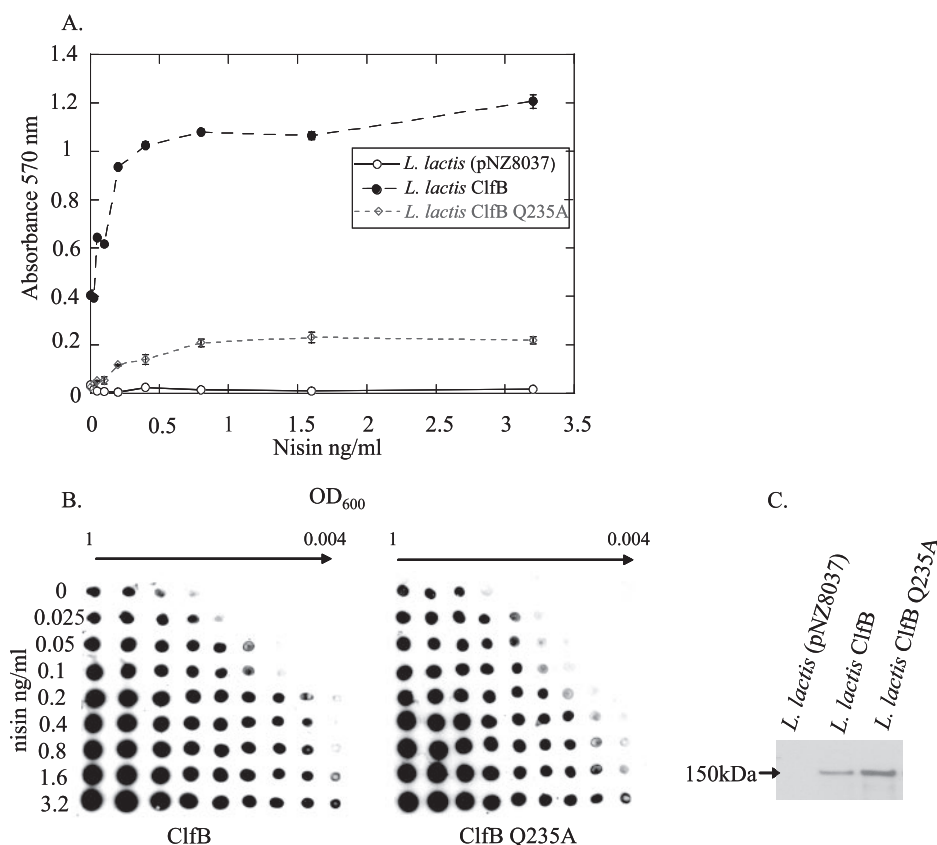 A.
1.4
1.2
1
0.8
0.6
0.4
0.2
0
Absorbance 570 nm
L. lactis (pNZ8037)
L. lactis ClfB
L. lactis ClfB Q235A
0 0.5 1 1.5 2 2.5 3 3.5
Nisin ng/ml
B.
OD600
1 0.004
1 0.004
nisin ng/ml
0
0.025
0.05
0.1
0.2
0.4
0.8
1.6
3.2
ClfB
ClfB Q235A
C.
L. lactis (pNZ8037)
L. lactis ClfB
L. lactis ClfB Q235A
150kDa